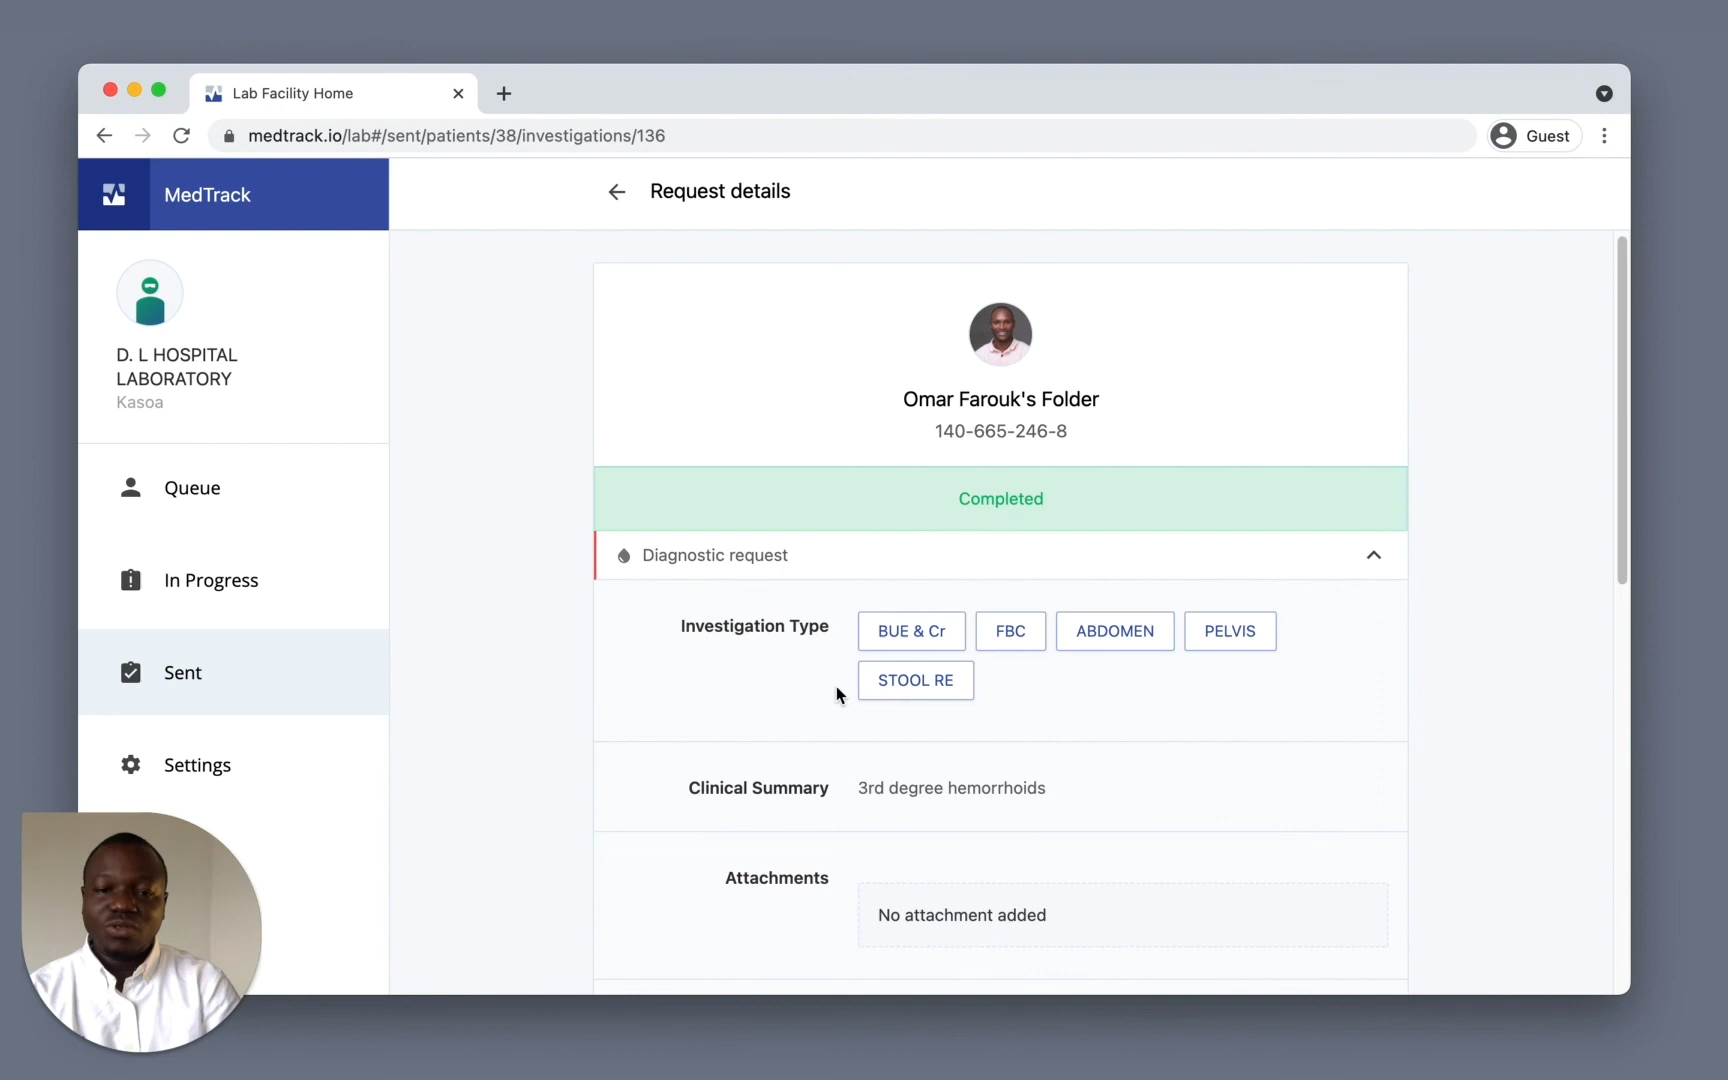 Lab Facility Home
medtrack.io/lab#/sent/patients/38/investigations/136
Guest
MedTrack
Request details
D. L HOSPITAL
LABORATORY
Kasoa
Queue
In Progress
Sent
Settings
Omar Farouk's Folder
140-665-246-8
Completed
Diagnostic request
Investigation Type
BUE & Cr
FBC
ABDOMEN
PELVIS
STOOL RE
Clinical Summary
3rd degree hemorrhoids
Attachments
No attachment added